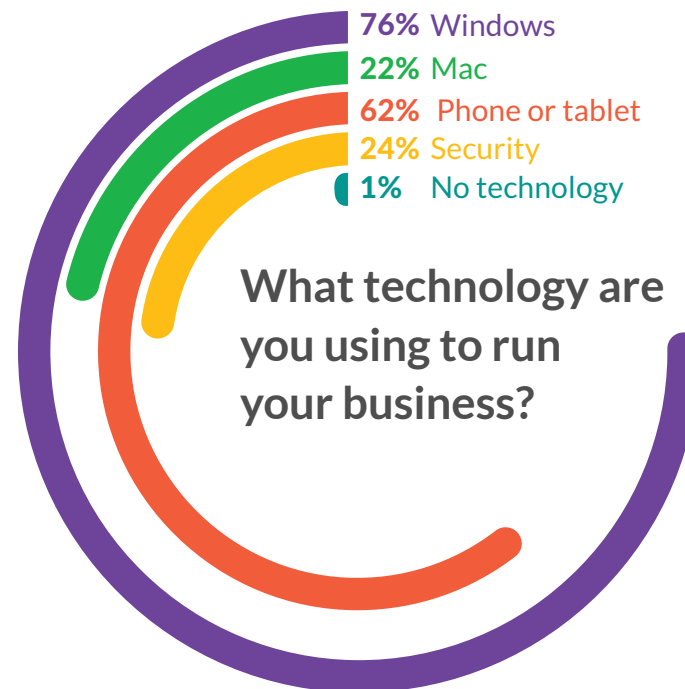 76% Windows
22% Mac
62% Phone or tablet
24% Security
1% No technology
What technology are
you using to run
your business?